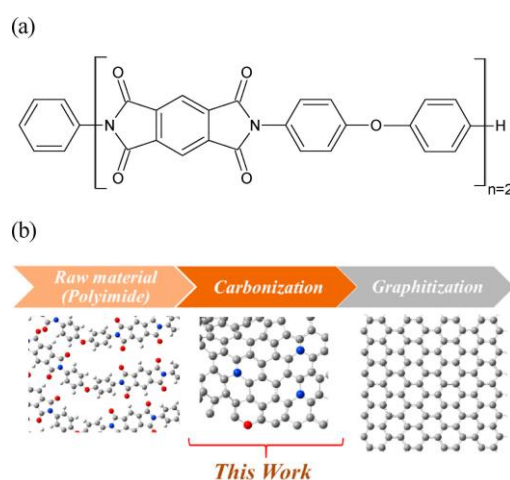 (a)
O O
N N O H
O O
n=2
(b)
Raw material
(Polyimide)
Carbonization
Graphitization
This Work